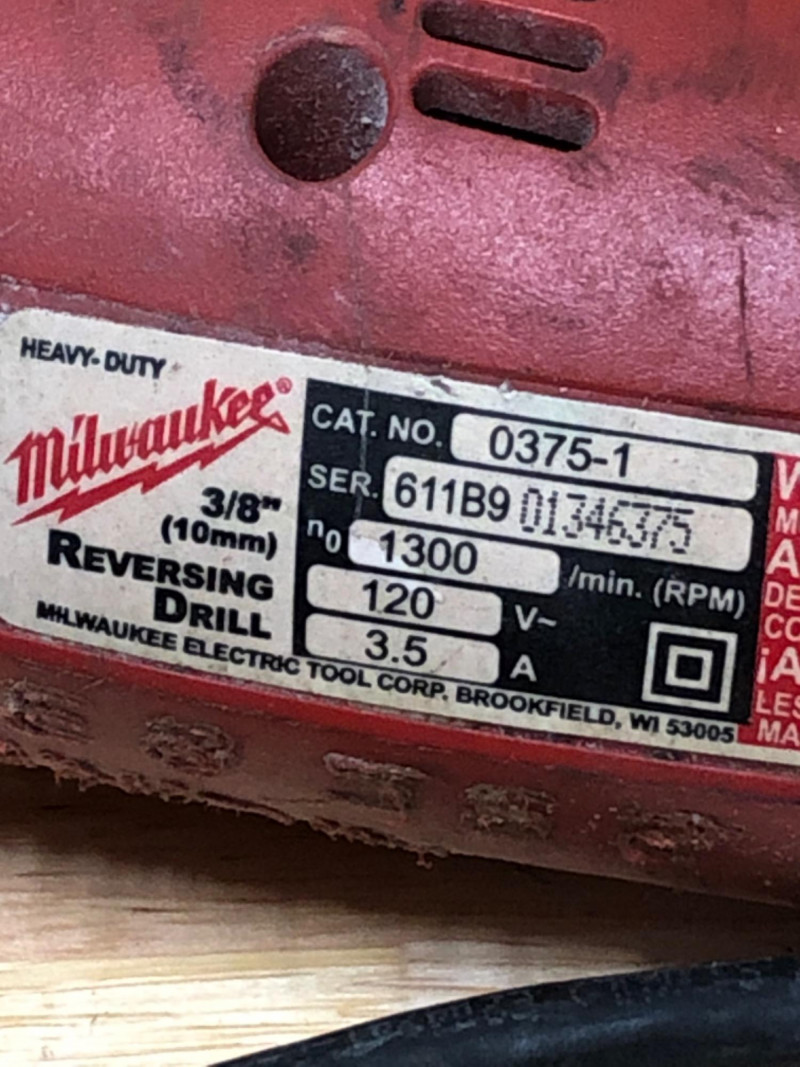 HEAVY-DUTY
Milwaukee®
3/8"
(10mm)
REVERSING
DRILL
CAT. NO. 0375-1
SER. 611B9 01346375
n0 1300 /min. (RPM)
120 V~
3.5 A
MILWAUKEE ELECTRIC TOOL CORP. BROOKFIELD, WI 53005